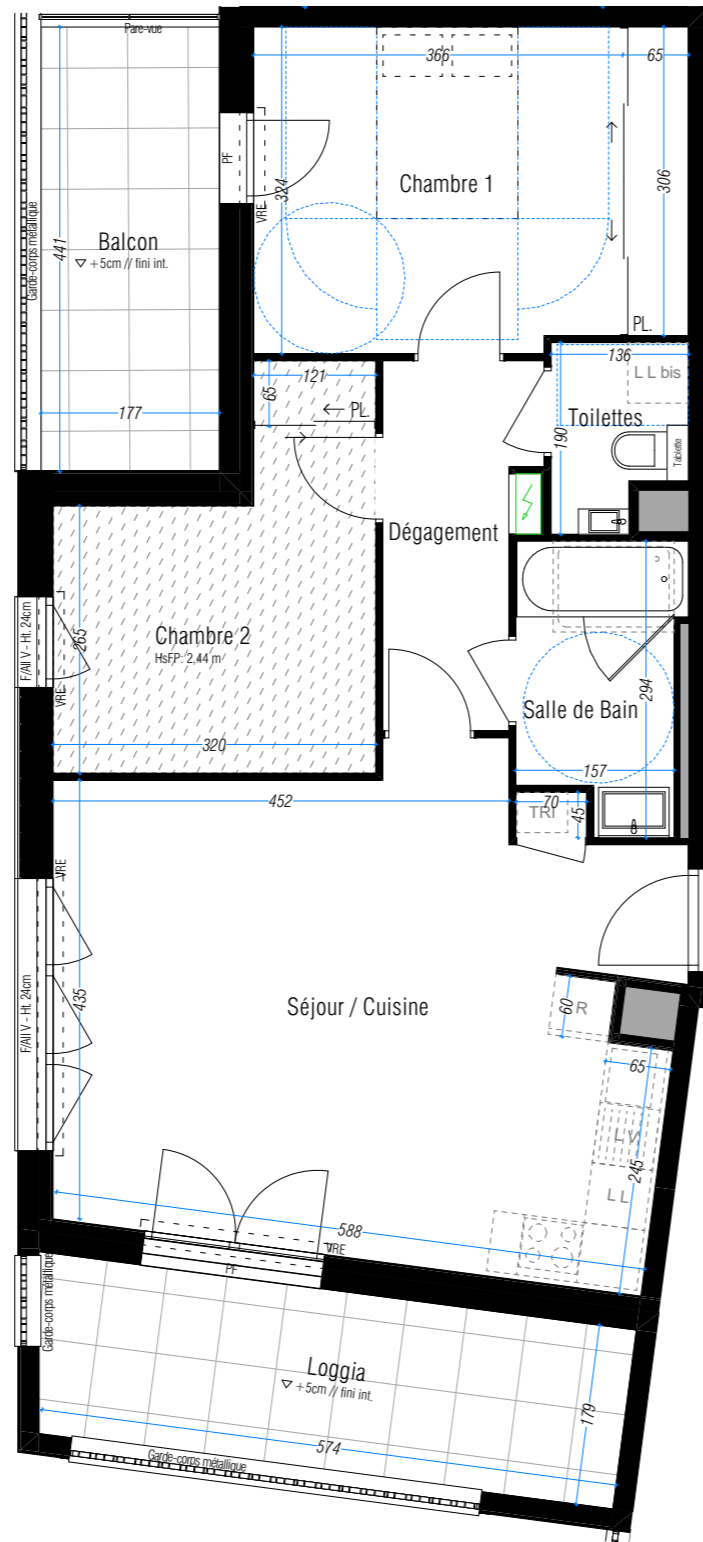 Pare-vue
366
65
PF
VRE
324
Chambre 1
306
Garde-corps métallique
441
Balcon
+5cm // fini int.
177
PL.
136
L L bis
121
65
PL.
Toilettes
190
Tablette
Dégagement
F/All V - Ht. 24cm
VRE
265
Chambre 2
HsFP: 2,44 m
320
294
Salle de Bain
157
452
70
TRI
45
VRE
F/All V - Ht. 24cm
435
Séjour / Cuisine
60
R
65
LV
245
LL
588
VRE
PF
Garde-corps métallique
Loggia
+5cm // fini int.
179
574
Garde-corps métallique